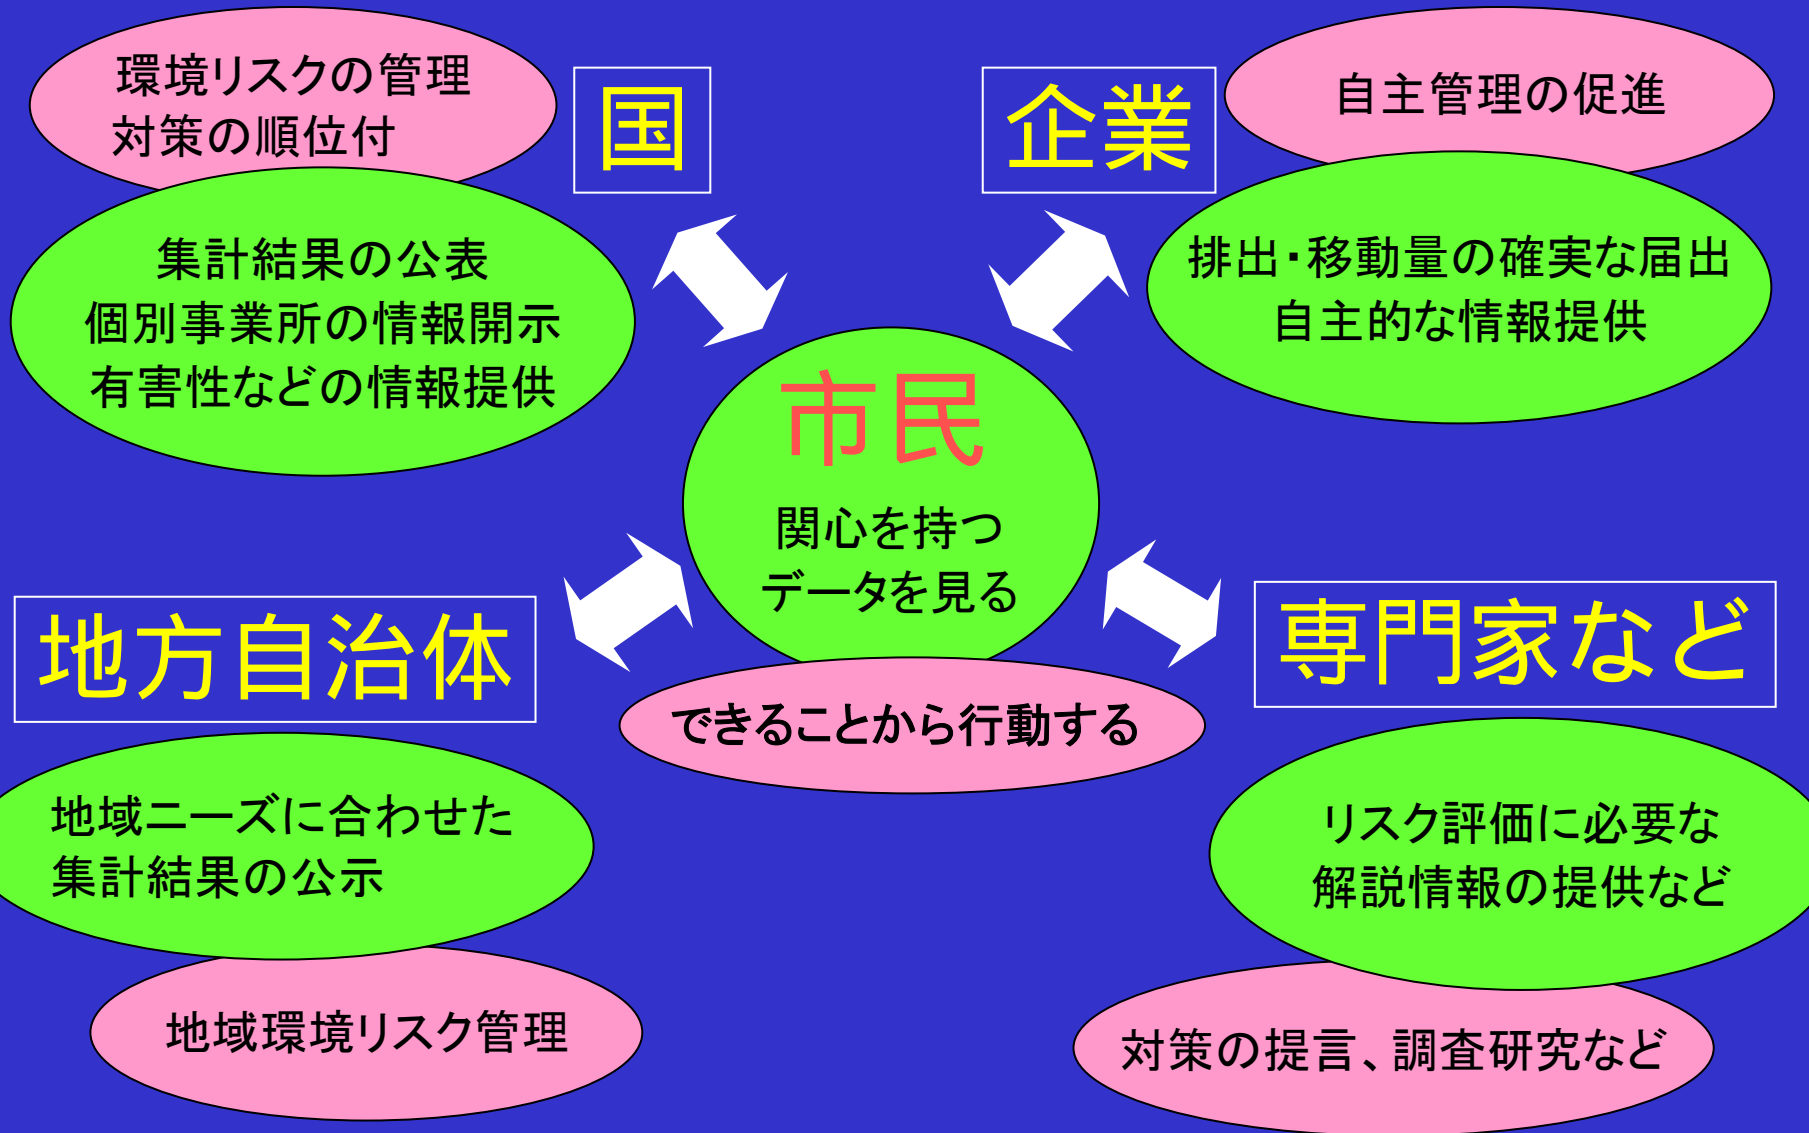 環境リスクの管理
対策の順位付
国
集計結果の公表
個別事業所の情報開示
有害性などの情報提供
企業
自主管理の促進
排出・移動量の確実な届出
自主的な情報提供
市民
関心を持つ
データを見る
できることから行動する
地方自治体
地域ニーズに合わせた
集計結果の公示
地域環境リスク管理
専門家など
リスク評価に必要な
解説情報の提供など
対策の提言、調査研究など